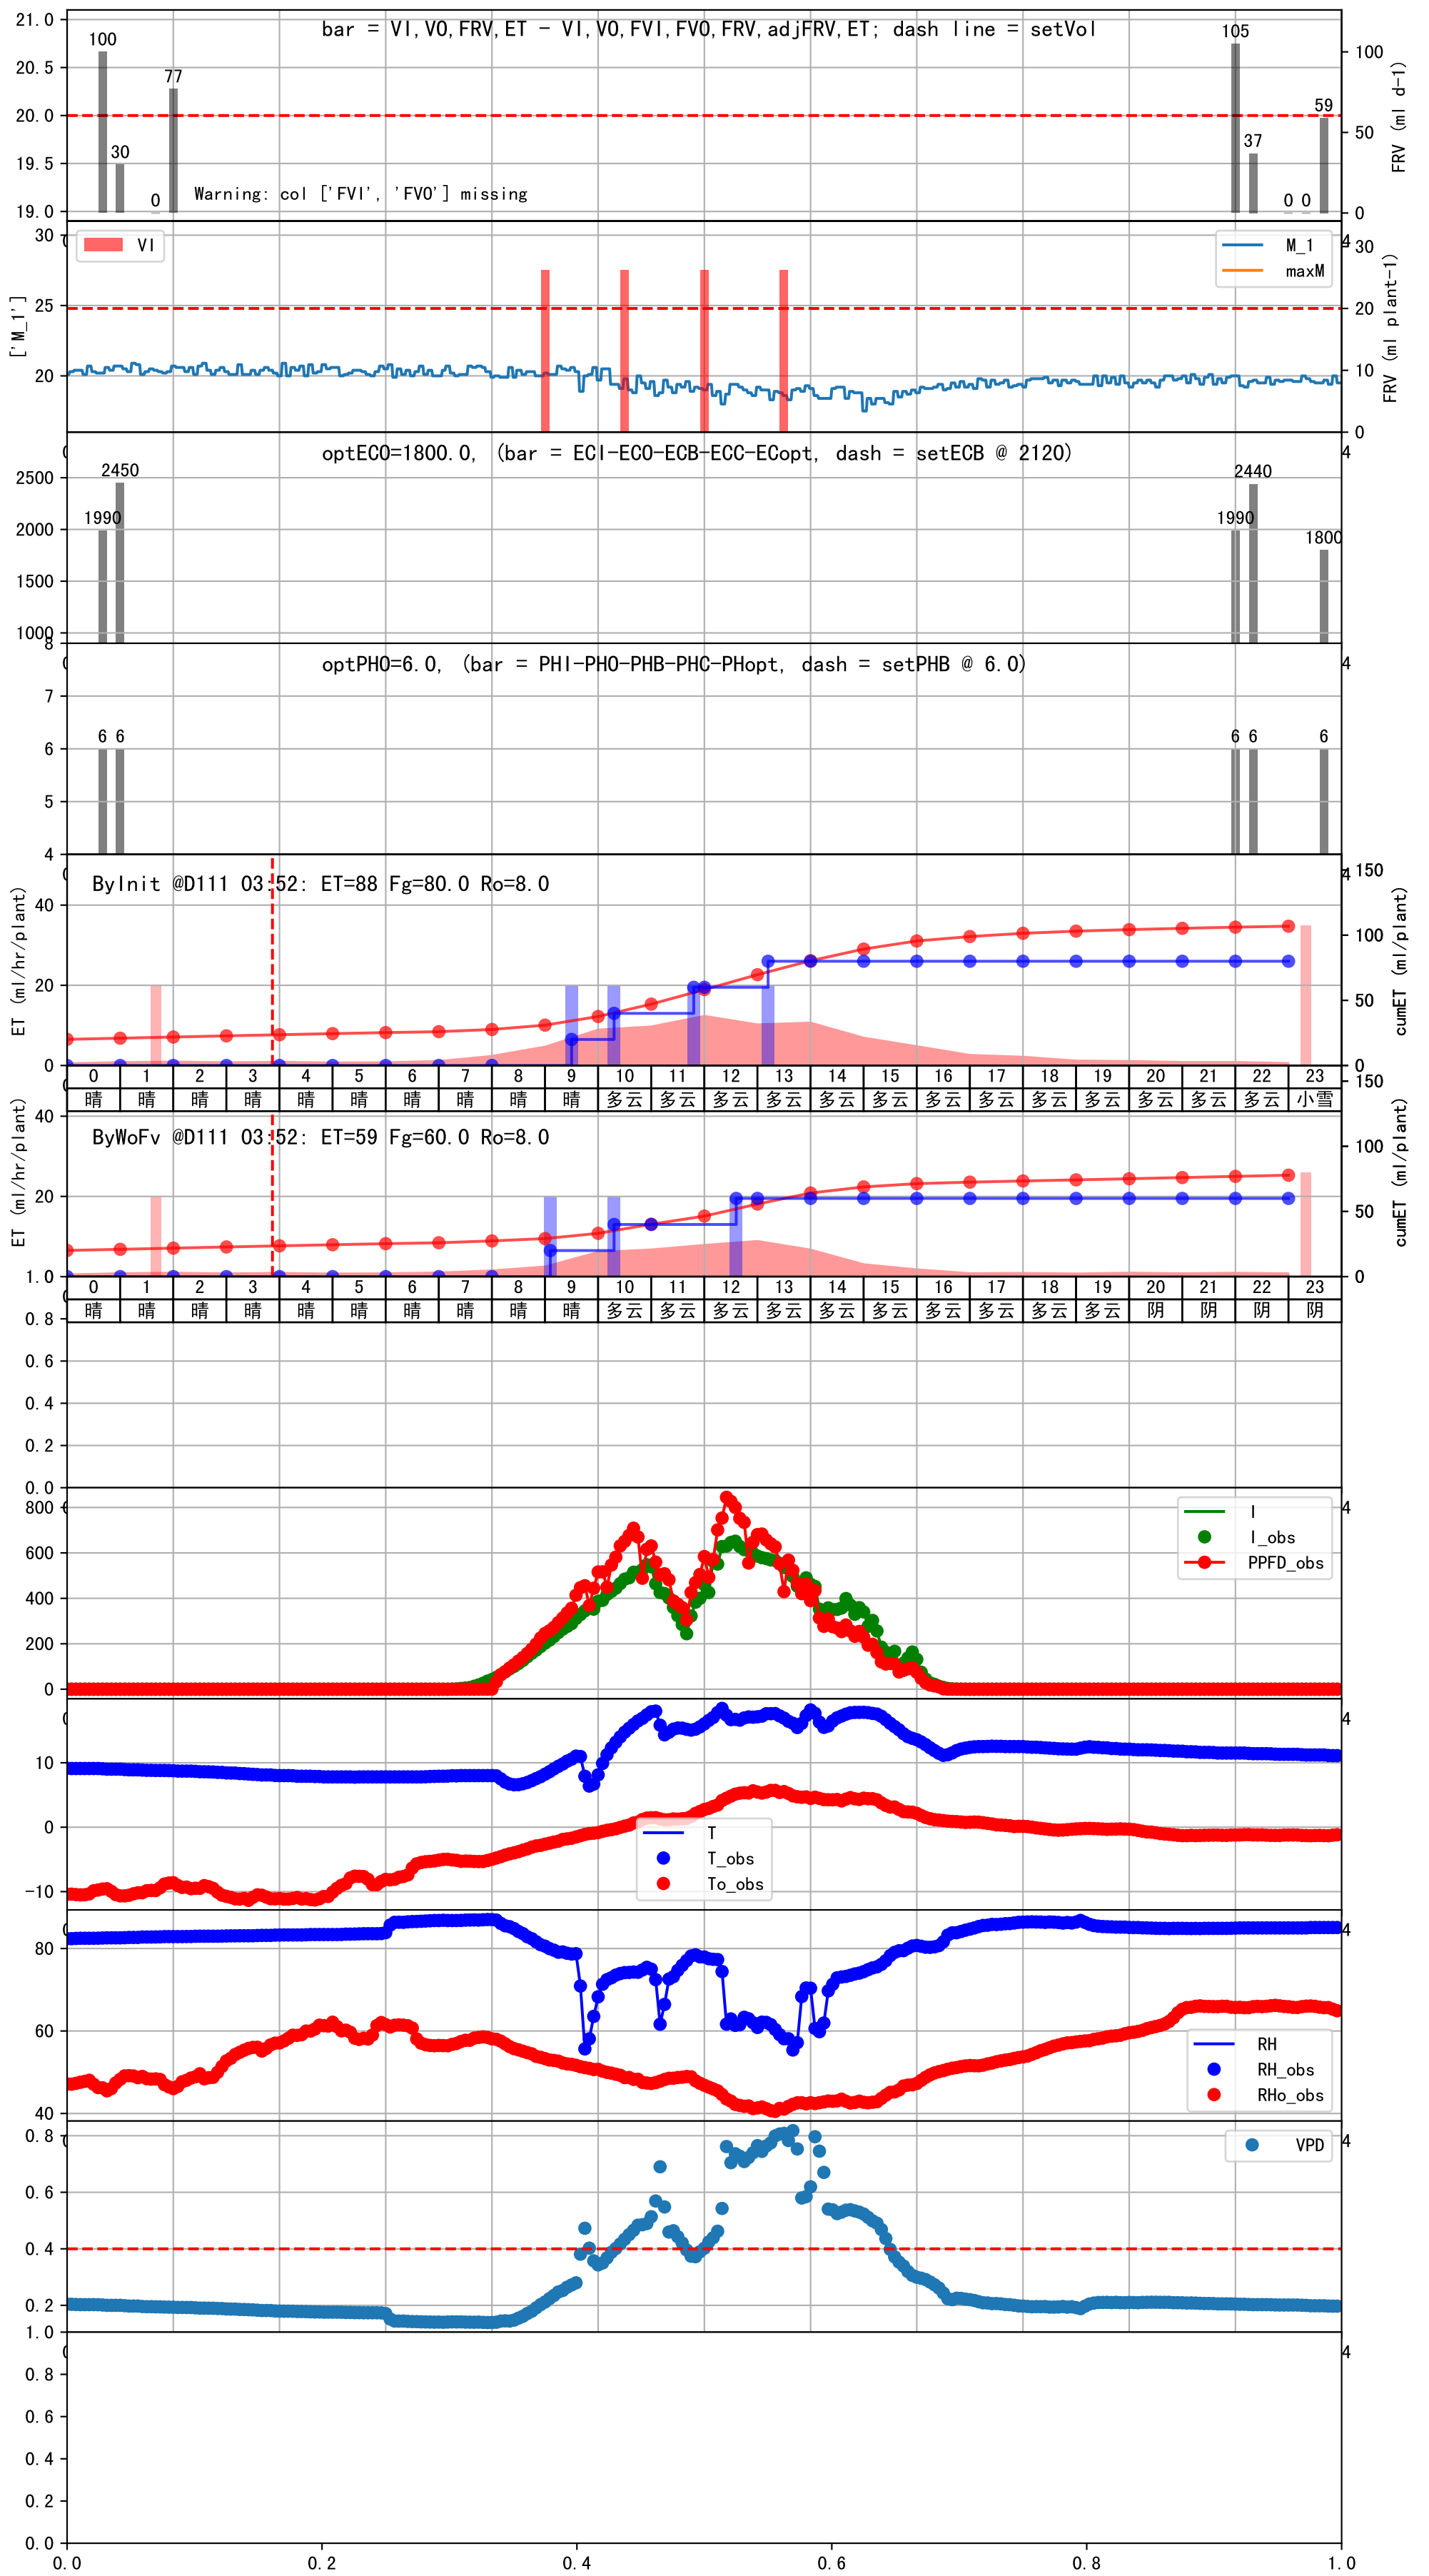 bar = VI,VO,FRV,ET - VI,VO,FVI,FVO,FRV,adjFRV,ET; dash line = setVol
21.0
20.5
20.0
19.5
19.0
100
30
0
77
105
37
0
0
59
Warning: col ['FVI', 'FVO'] missing
100
50
0
FRV (ml d-1)
30
25
20
['M_1']
VI
M_1
maxM
4
30
20
10
0
FRV (ml plant-1)
optECO=1800.0, (bar = ECI-ECO-ECB-ECC-ECopt, dash = setECB @ 2120)
4
2500
2000
1500
1000
1990
2450
1990
2440
1800
optPHO=6.0, (bar = PHI-PHO-PHB-PHC-PHopt, dash = setPHB @ 6.0)
4
8
7
6
5
4
6
6
6
6
6
ByInit @D111 03:52: ET=88 Fg=80.0 Ro=8.0
4
40
20
0
ET (ml/hr/plant)
150
100
50
0
cumET (ml/plant)
0 1 2 3 4 5 6 7 8 9 10 11 12 13 14 15 16 17 18 19 20 21 22 23
晴 晴 晴 晴 晴 晴 晴 晴 晴 晴 多云 多云 多云 多云 多云 多云 多云 多云 多云 多云 多云 多云 多云 小雪
ByWoFv @D111 03:52: ET=59 Fg=60.0 Ro=8.0
40
20
ET (ml/hr/plant)
150
100
50
0
cumET (ml/plant)
0 1 2 3 4 5 6 7 8 9 10 11 12 13 14 15 16 17 18 19 20 21 22 23
晴 晴 晴 晴 晴 晴 晴 晴 晴 晴 多云 多云 多云 多云 多云 多云 多云 多云 多云 多云 阴 阴 阴 阴
1.0
0.8
0.6
0.4
0.2
0.0
800
600
400
200
0
I
I_obs
PPFD_obs
4
10
0
-10
T
T_obs
To_obs
4
80
60
40
RH
RH_obs
RHo_obs
4
0.8
0.6
0.4
0.2
VPD
4
1.0
0.8
0.6
0.4
0.2
0.0
4
0.0 0.2 0.4 0.6 0.8 1.0